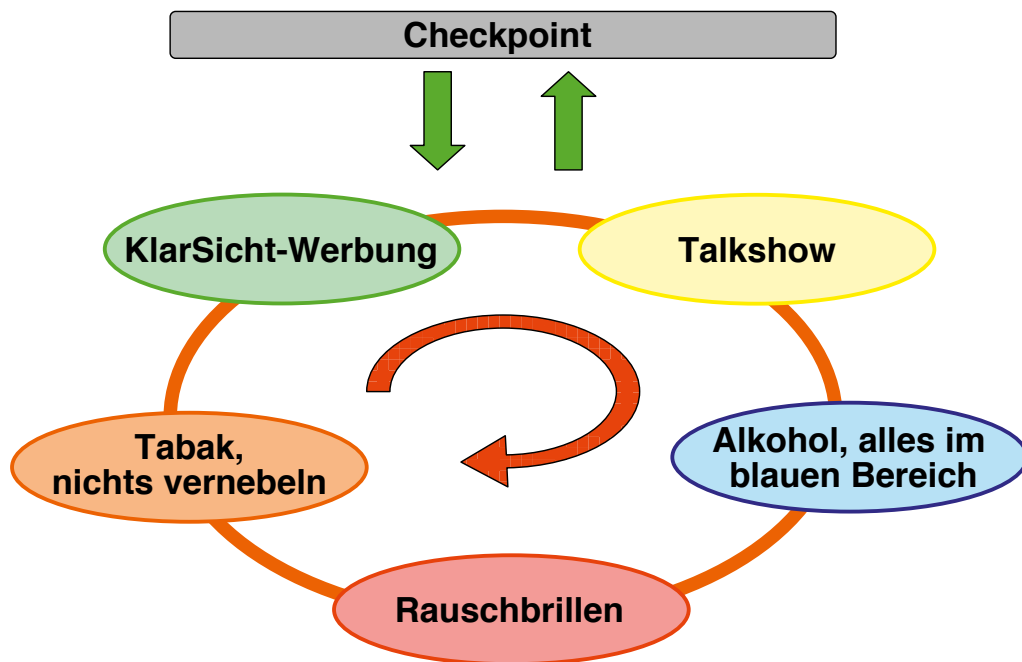 Checkpoint
KlarSicht-Werbung
Talkshow
Tabak,
nichts vernebeln
Alkohol, alles im
blauen Bereich
Rauschbrillen